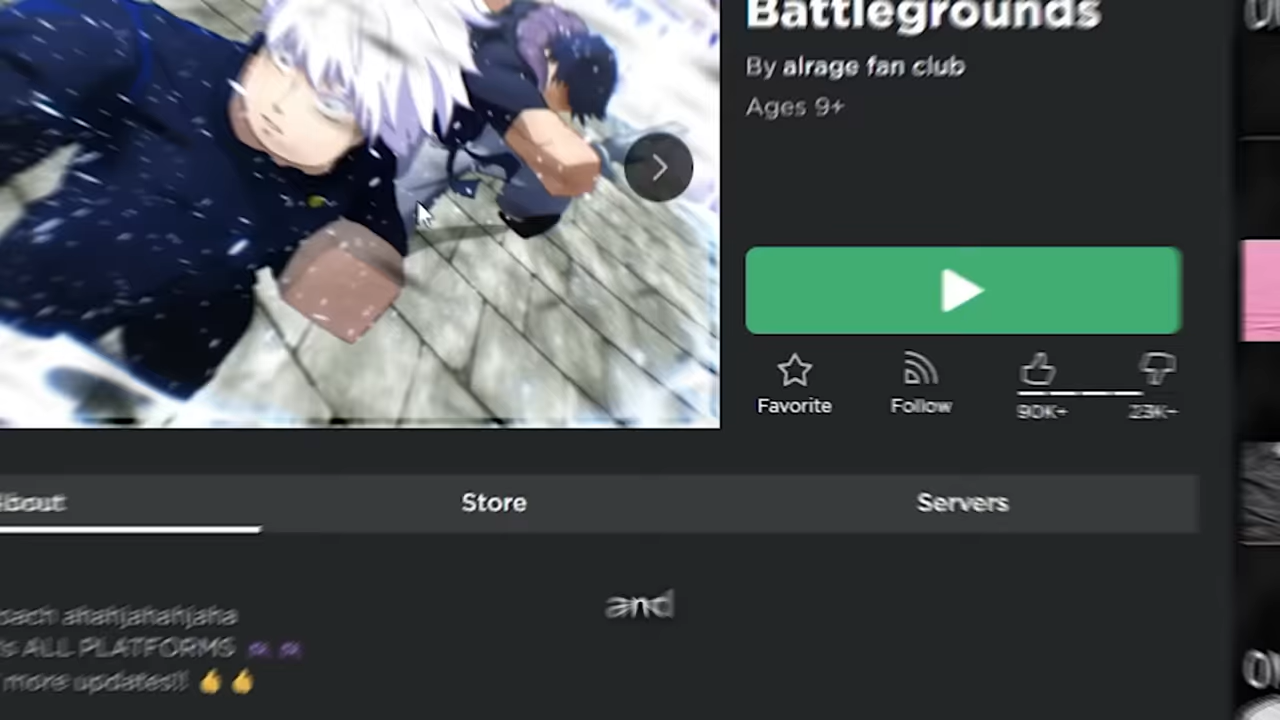 Battlegrounds
By alrage fan club
Ages 9+
Favorite
Follow
90K+
23K+
About
Store
Servers
and
ahahjahahjaha
ALL PLATFORMS
more updates!!